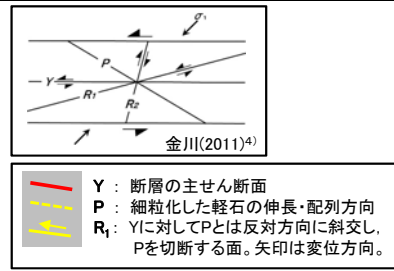 σ1
P
Y
R1
R2
金川(2011)4)
Y : 断層の主せん断面
P : 細粒化した軽石の伸長・配列方向
R1: Yに対してPとは反対方向に斜交し,
Pを切断する面。矢印は変位方向。